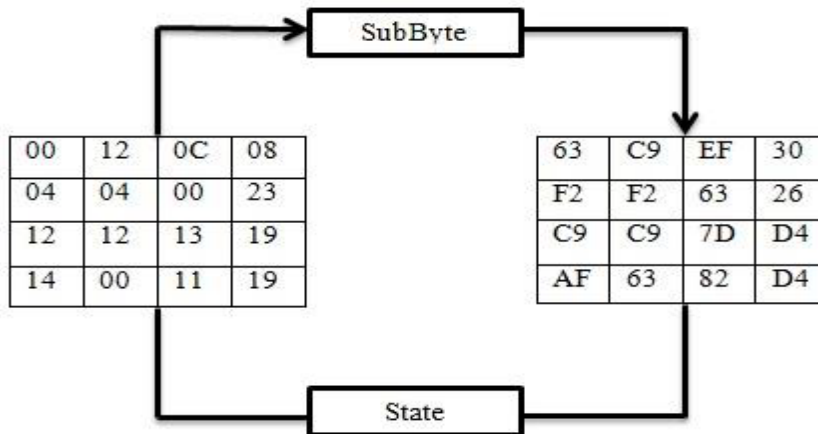 SubByte
00 12 0C 08
04 04 00 23
12 12 13 19
14 00 11 19
63 C9 EF 30
F2 F2 63 26
C9 C9 7D D4
AF 63 82 D4
State